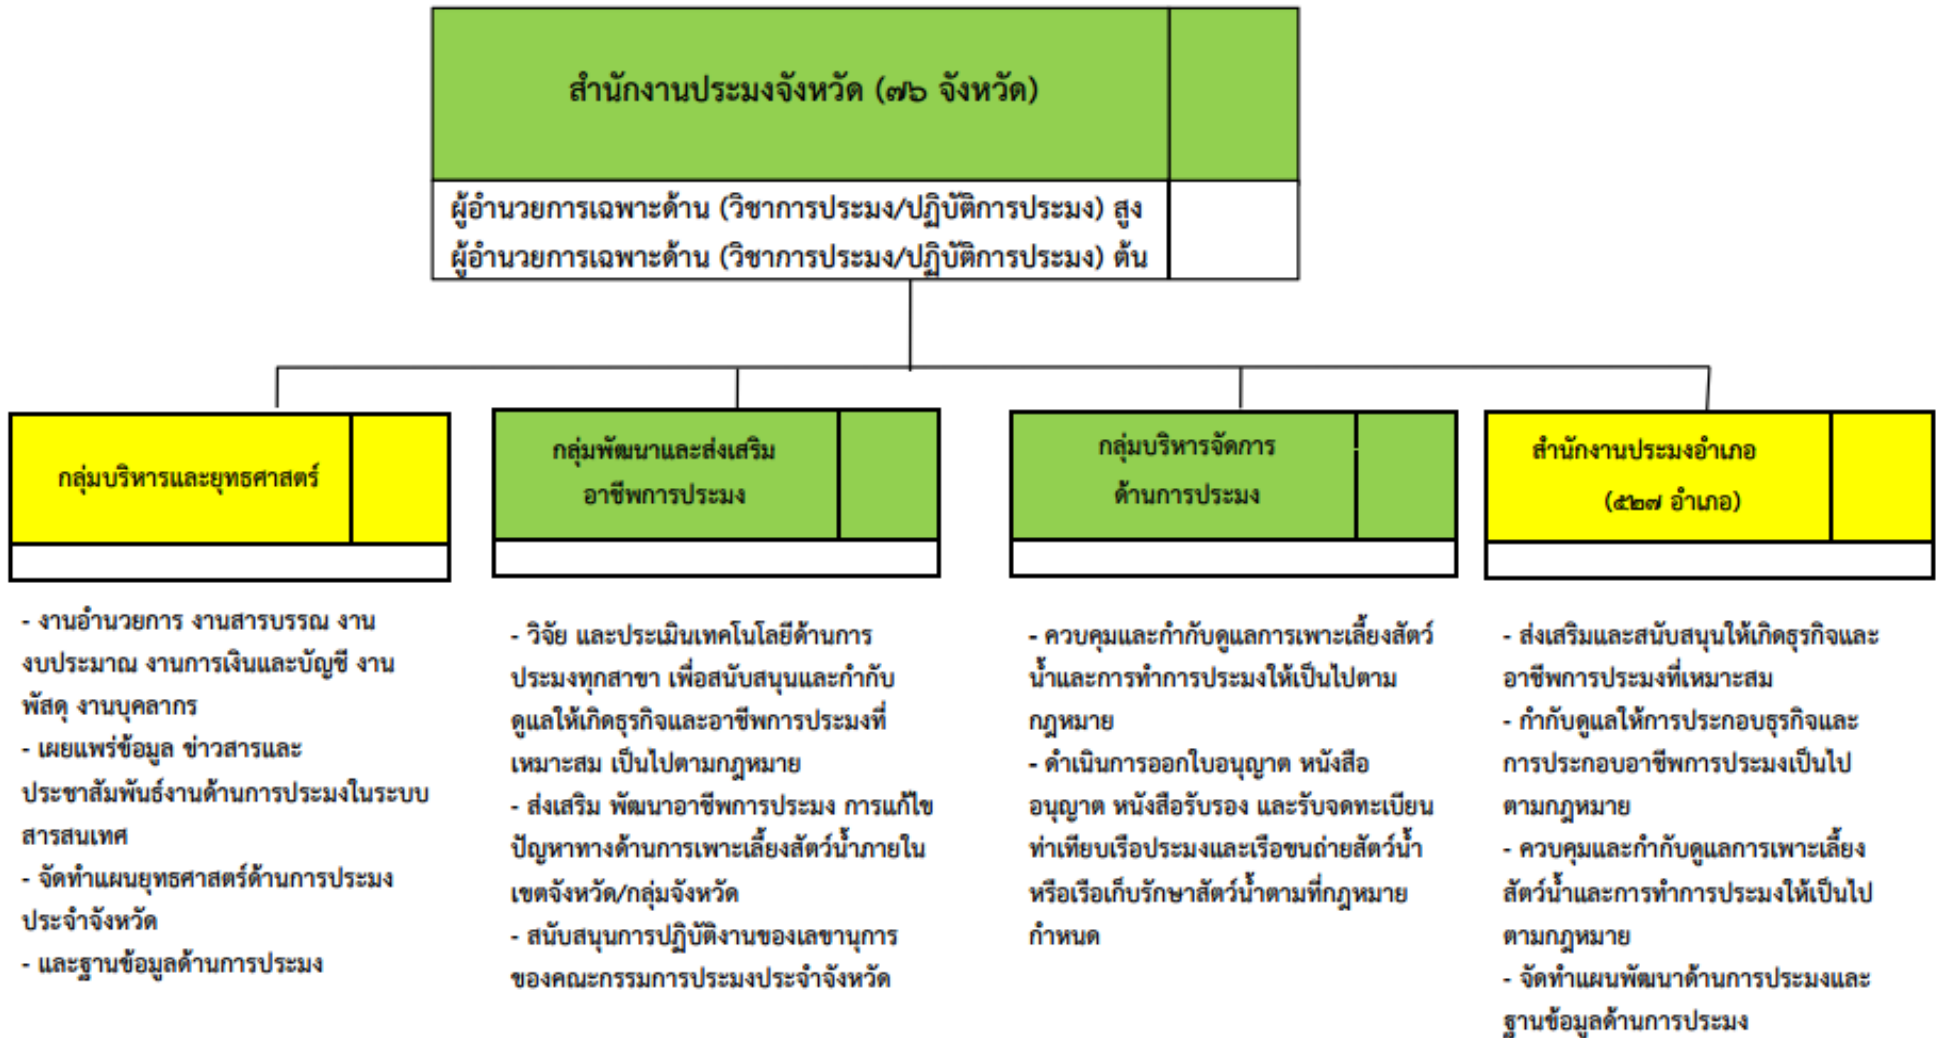 สำนักงานประมงจังหวัด (๗๖ จังหวัด)
ผู้อำนวยการเฉพาะด้าน (วิชาการประมง/ปฏิบัติการประมง) สูง
ผู้อำนวยการเฉพาะด้าน (วิชาการประมง/ปฏิบัติการประมง) ต้น
กลุ่มบริหารและยุทธศาสตร์
- งานอำนวยการ งานสารบรรณ งาน
งบประมาณ งานการเงินและบัญชี งาน
พัสดุ งานบุคลากร
- เผยแพร่ข้อมูล ข่าวสารและ
ประชาสัมพันธ์งานด้านการประมงในระบบ
สารสนเทศ
- จัดทำแผนยุทธศาสตร์ด้านการประมง
ประจำจังหวัด
- และฐานข้อมูลด้านการประมง
กลุ่มพัฒนาและส่งเสริม
อาชีพการประมง
- วิจัย และประเมินเทคโนโลยีด้านการ
ประมงทุกสาขา เพื่อสนับสนุนและกำกับ
ดูแลให้เกิดธุรกิจและอาชีพการประมงที่
เหมาะสม เป็นไปตามกฎหมาย
- ส่งเสริม พัฒนาอาชีพการประมง การแก้ไข
ปัญหาทางด้านการเพาะเลี้ยงสัตว์น้ำภายใน
เขตจังหวัด/กลุ่มจังหวัด
- สนับสนุนการปฏิบัติงานของเลขานุการ
ของคณะกรรมการประมงประจำจังหวัด
กลุ่มบริหารจัดการ
ด้านการประมง
- ควบคุมและกำกับดูแลการเพาะเลี้ยงสัตว์
น้ำและการทำการประมงให้เป็นไปตาม
กฎหมาย
- ดำเนินการออกใบอนุญาต หนังสือ
อนุญาต หนังสือรับรอง และรับจดทะเบียน
ท่าเทียบเรือประมงและเรือขนถ่ายสัตว์น้ำ
หรือเรือเก็บรักษาสัตว์น้ำตามที่กฎหมาย
กำหนด
สำนักงานประมงอำเภอ
(๕๒๗ อำเภอ)
- ส่งเสริมและสนับสนุนให้เกิดธุรกิจและ
อาชีพการประมงที่เหมาะสม
- กำกับดูแลให้การประกอบธุรกิจและ
การประกอบอาชีพการประมงเป็นไป
ตามกฎหมาย
- ควบคุมและกำกับดูแลการเพาะเลี้ยง
สัตว์น้ำและการทำการประมงให้เป็นไป
ตามกฎหมาย
- จัดทำแผนพัฒนาด้านการประมงและ
ฐานข้อมูลด้านการประมง